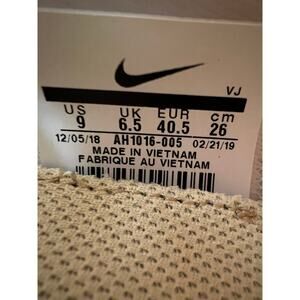 VJ
US UK EUR cm
9 6.5 40.5 26
12/05/18 AH1016-005 02/21/19
MADE IN VIETNAM
FABRIQUE AU VIETNAM